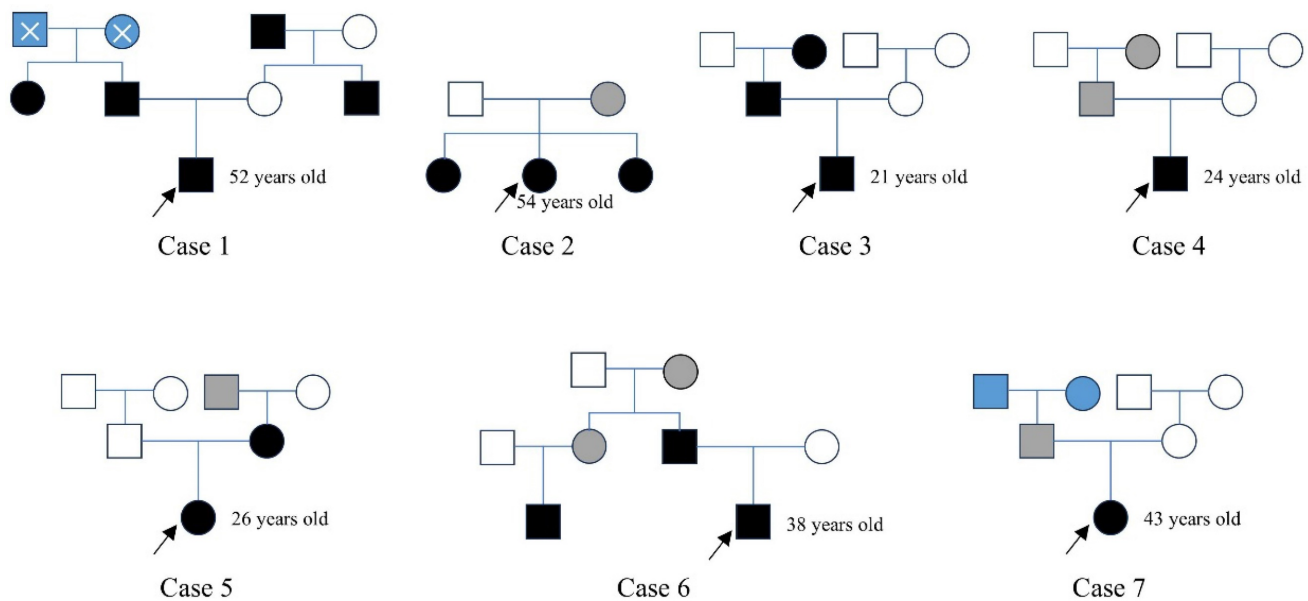 52 years old
54 years old
21 years old
24 years old
Case 1
Case 2
Case 3
Case 4
26 years old
38 years old
43 years old
Case 5
Case 6
Case 7